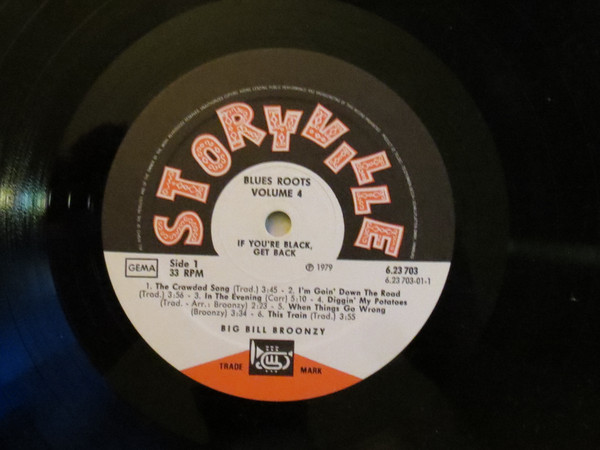 STORYVILLE
BLUES ROOTS
VOLUME 4
IF YOU'RE BLACK,
GET BACK
GEMA
Side 1
33 RPM
Ⓟ 1979
6.23 703
6.23 703-01-1
1. The Crawdad Song (Trad.) 3:45 - 2. I'm Goin' Down The Road
(Trad.) 3:56 - 3. In The Evening (Carr) 5:10 - 4. Diggin' My Potatoes
(Trad. - Arr.: Broonzy) 2:23 - 5. When Things Go Wrong
(Broonzy) 3:34 - 6. This Train (Trad.) 3:55
BIG BILL BROONZY
TRADE MARK